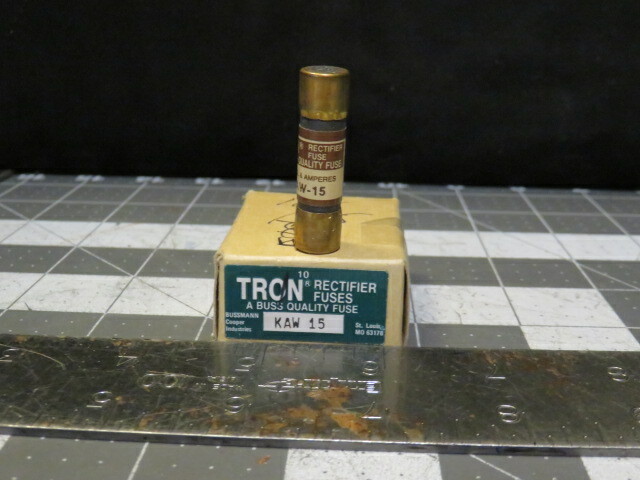 RECTIFIER
FUSE
QUALITY FUSE
AMPERES
W-15
10
TRON® RECTIFIER
FUSES
A BUSS QUALITY FUSE
BUSSMANN
Cooper
Industries
KAW 15
St. Louis
MO 63178